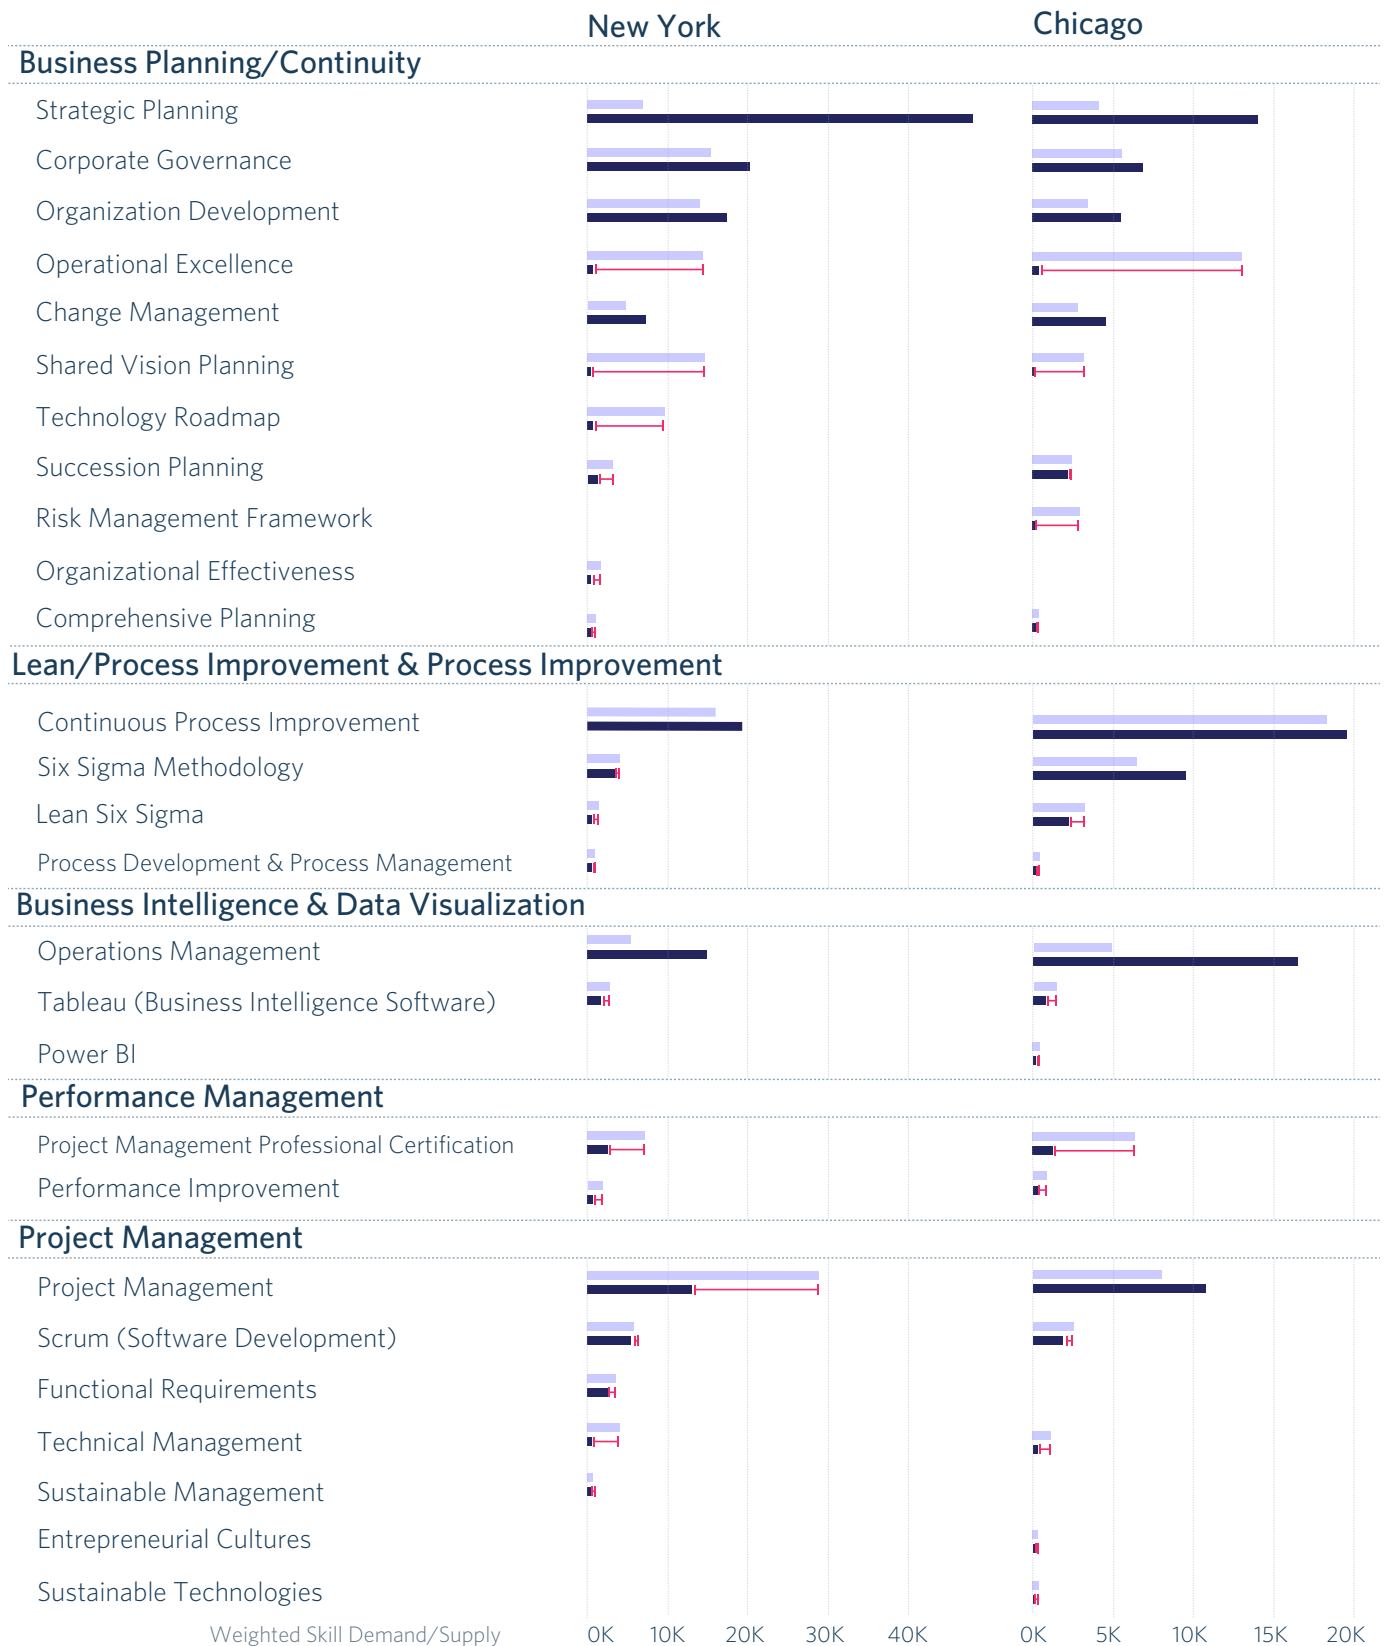 New York Chicago
Business Planning/Continuity
Strategic Planning
Corporate Governance
Organization Development
Operational Excellence
Change Management
Shared Vision Planning
Technology Roadmap
Succession Planning
Risk Management Framework
Organizational Effectiveness
Comprehensive Planning
Lean/Process Improvement & Process Improvement
Continuous Process Improvement
Six Sigma Methodology
Lean Six Sigma
Process Development & Process Management
Business Intelligence & Data Visualization
Operations Management
Tableau (Business Intelligence Software)
Power BI
Performance Management
Project Management Professional Certification
Performance Improvement
Project Management
Project Management
Scrum (Software Development)
Functional Requirements
Technical Management
Sustainable Management
Entrepreneurial Cultures
Sustainable Technologies
Weighted Skill Demand/Supply 0K 10K 20K 30K 40K 0K 5K 10K 15K 20K